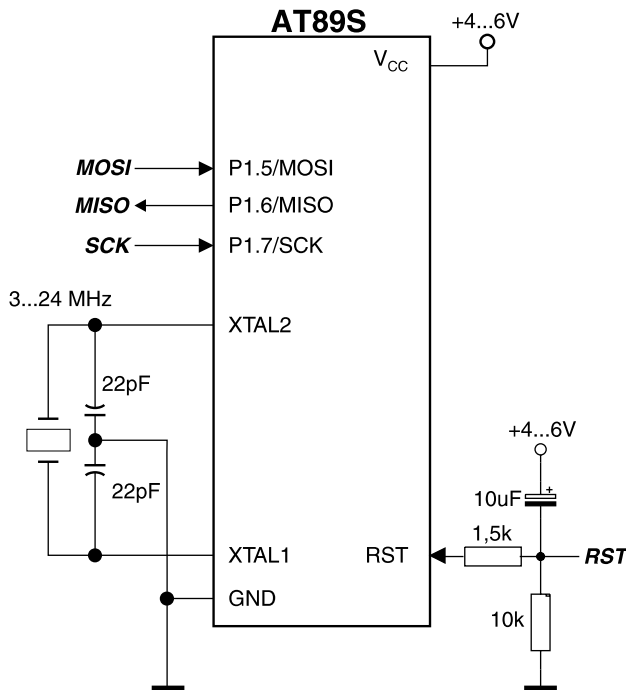 AT89S
+4...6V
VCC
MOSI
P1.5/MOSI
MISO
P1.6/MISO
SCK
P1.7/SCK
3...24 MHz
XTAL2
22pF
22pF
+4...6V
+
10uF
1,5k
XTAL1
RST
RST
GND
10k